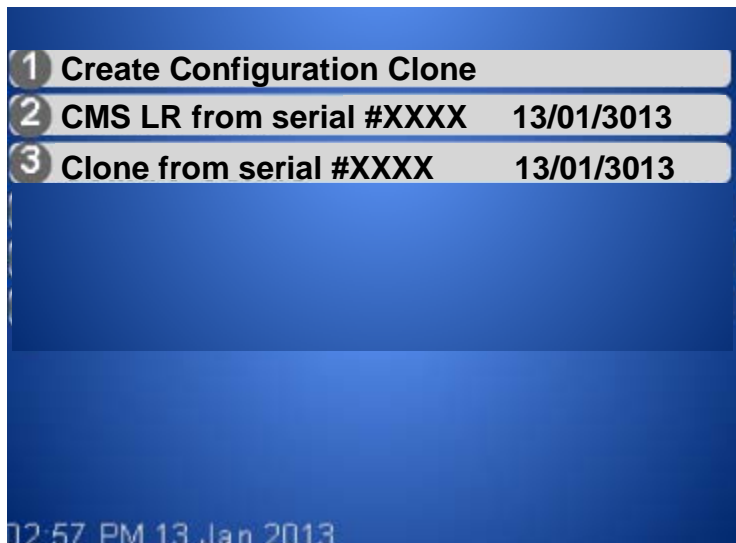 1 Create Configuration Clone
2 CMS LR from serial #XXXX 13/01/3013
3 Clone from serial #XXXX 13/01/3013
02:57 PM 13 Jan 2013